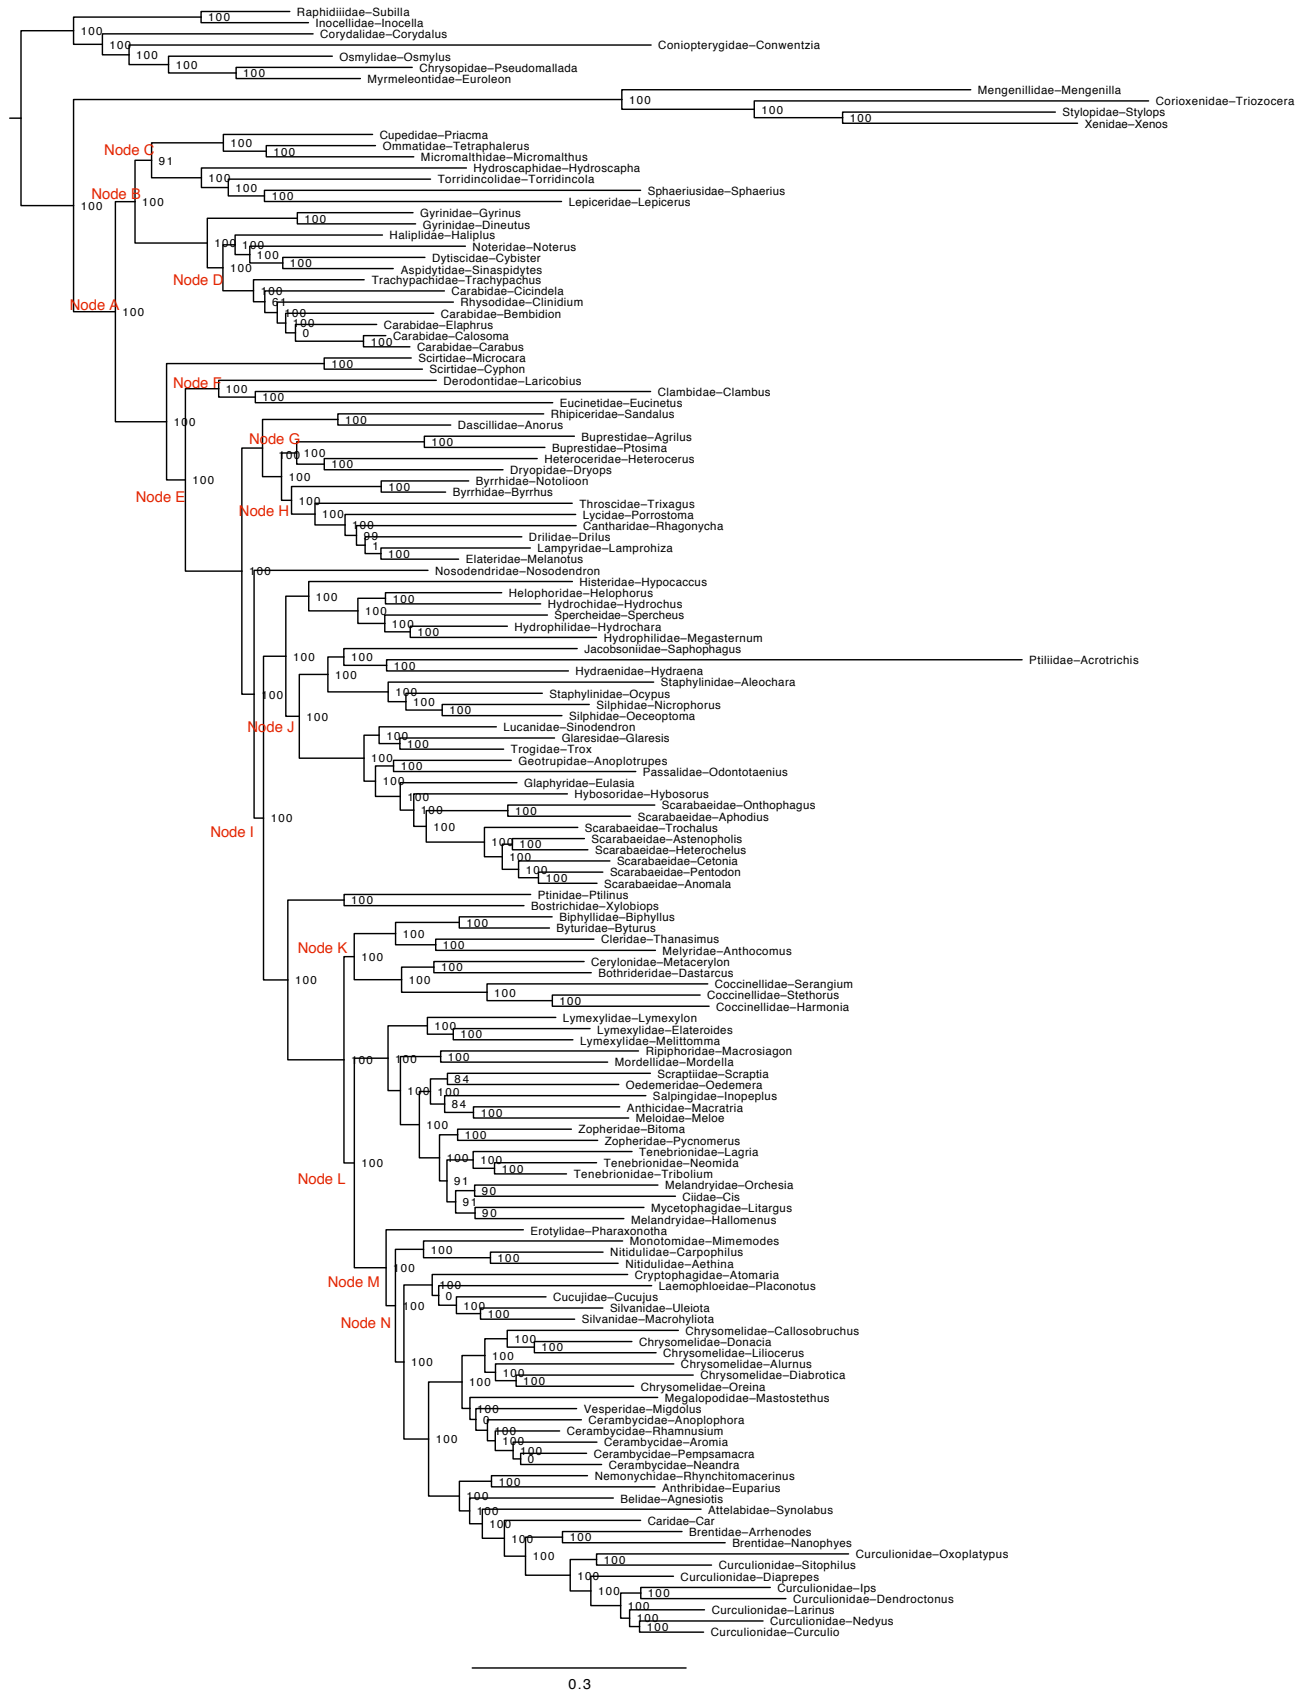 Raphidiiidae–Subilla
100
Inocellidae–Inocella
100
Corydalidae–Corydalus
100
Coniopterygidae–Conwentzia
100
Osmylidae–Osmylus
100
Chrysopidae–Pseudomallada
100
Myrmeleontidae–Euroleon
Mengenillidae–Mengenilla
100
Corioxenidae–Triozocera
100
Stylopidae–Stylops
100
Xenidae–Xenos
Cupedidae–Priacma
100
Ommatidae–Tetraphalerus
Node C
100
Micromalthidae–Micromalthus
91
Hydroscaphidae–Hydroscapha
100
Torridincolidae–Torridincola
100
Sphaeriusidae–Sphaerius
Node B
100
100
Lepiceridae–Lepicerus
100
Gyrinidae–Gyrinus
100
Gyrinidae–Dineutus
Haliplidae–Haliplus
100
100
Noteridae–Noterus
100
Dytiscidae–Cybister
100
100
Aspidytidae–Sinaspidytes
Node D
Trachypachidae–Trachypachus
100
Carabidae–Cicindela
61
Rhysodidae–Clinidium
Node A
100
100
Carabidae–Bembidion
100
Carabidae–Elaphrus
0
Carabidae–Calosoma
100
Carabidae–Carabus
Scirtidae–Microcara
100
Scirtidae–Cyphon
Node F
Derodontidae–Laricobius
100
Clambidae–Clambus
100
Eucinetidae–Eucinetus
Rhipiceridae–Sandalus
100
100
Dascillidae–Anorus
Node G
Buprestidae–Agrilus
100
Buprestidae–Ptosima
100
100
Heteroceridae–Heterocerus
100
Dryopidae–Dryops
100
100
Byrrhidae–Notolioon
100
Byrrhidae–Byrrhus
Node E
100
Throscidae–Trixagus
Node H
100
Lycidae–Porrostoma
100
Cantharidae–Rhagonycha
99
Drilidae–Drilus
1
Lampyridae–Lamprohiza
100
Elateridae–Melanotus
100
Nosodendridae–Nosodendron
Histeridae–Hypocaccus
100
Helophoridae–Helophorus
100
Hydrochidae–Hydrochus
100
Spercheidae–Spercheus
100
Hydrophilidae–Hydrochara
100
Hydrophilidae–Megasternum
Jacobsoniidae–Saphophagus
100
100
Ptiliidae–Acrotrichis
100
Hydraenidae–Hydraena
100
Staphylinidae–Aleochara
100
100
Staphylinidae–Ocypus
100
Silphidae–Nicrophorus
100
100
Silphidae–Oeceoptoma
Node J
Lucanidae–Sinodendron
100
Glaresidae–Glaresis
100
Trogidae–Trox
100
Geotrupidae–Anoplotrupes
100
Passalidae–Odontotaenius
100
Glaphyridae–Eulasia
100
Hybosoridae–Hybosorus
100
Scarabaeidae–Onthophagus
100
Scarabaeidae–Aphodius
Node I
100
100
Scarabaeidae–Trochalus
100
Scarabaeidae–Astenopholis
100
Scarabaeidae–Heterochelus
100
Scarabaeidae–Cetonia
100
Scarabaeidae–Pentodon
100
Scarabaeidae–Anomala
Ptinidae–Ptilinus
100
Bostrichidae–Xylobiops
Biphyllidae–Biphyllus
100
Byturidae–Byturus
100
Cleridae–Thanasimus
Node K
100
Melyridae–Anthocomus
100
Cerylonidae–Metacerylon
100
Bothrideridae–Dastarcus
100
100
Coccinellidae–Serangium
100
Coccinellidae–Stethorus
100
Coccinellidae–Harmonia
Lymexylidae–Lymexylon
100
Lymexylidae–Elateroides
100
Lymexylidae–Melittomma
Ripiphoridae–Macrosiagon
100
100
100
Mordellidae–Mordella
Scraptiidae–Scraptia
84
Oedemeridae–Oedemera
100
100
Salpingidae–Inopeplus
84
Anthicidae–Macratria
100
Meloidae–Meloe
100
Zopheridae–Bitoma
100
Zopheridae–Pycnomerus
Tenebrionidae–Lagria
100
100
Tenebrionidae–Neomida
100
100
Tenebrionidae–Tribolium
Node L
91
Melandryidae–Orchesia
90
Ciidae–Cis
91
Mycetophagidae–Litargus
90
Melandryidae–Hallomenus
Erotylidae–Pharaxonotha
Monotomidae–Mimemodes
100
Nitidulidae–Carpophilus
100
Nitidulidae–Aethina
100
Node M
Cryptophagidae–Atomaria
100
Laemophloeidae–Placonotus
0
Cucujidae–Cucujus
100
100
Silvanidae–Uleiota
100
Silvanidae–Macrohyliota
Node N
Chrysomelidae–Callosobruchus
100
Chrysomelidae–Donacia
100
Chrysomelidae–Liliocerus
100
100
Chrysomelidae–Alurnus
100
Chrysomelidae–Diabrotica
100
100
Chrysomelidae–Oreina
Megalopodidae–Mastostethus
100
Vesperidae–Migdolus
0
Cerambycidae–Anoplophora
100
Cerambycidae–Rhamnusium
100
100
Cerambycidae–Aromia
100
Cerambycidae–Pempsamacra
0
Cerambycidae–Neandra
Nemonychidae–Rhynchitomacerinus
100
Anthribidae–Euparius
100
Belidae–Agnesiotis
100
Attelabidae–Synolabus
100
Caridae–Car
100
Brentidae–Arrhenodes
100
Brentidae–Nanophyes
100
Curculionidae–Oxoplatypus
100
Curculionidae–Sitophilus
100
Curculionidae–Diaprepes
100
Curculionidae–Ips
100
Curculionidae–Dendroctonus
100
Curculionidae–Larinus
100
Curculionidae–Nedyus
100
Curculionidae–Curculio
0.3